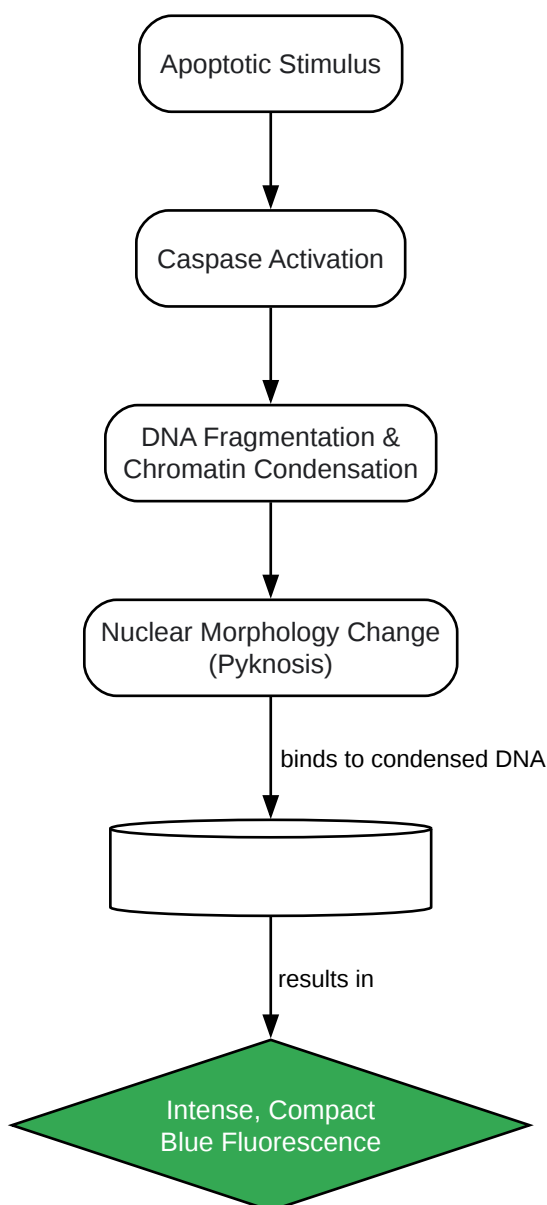 Apoptotic Stimulus
Caspase Activation
DNA Fragmentation &
Chromatin Condensation
Nuclear Morphology Change
(Pyknosis)
binds to condensed DNA
results in
Intense, Compact
Blue Fluorescence